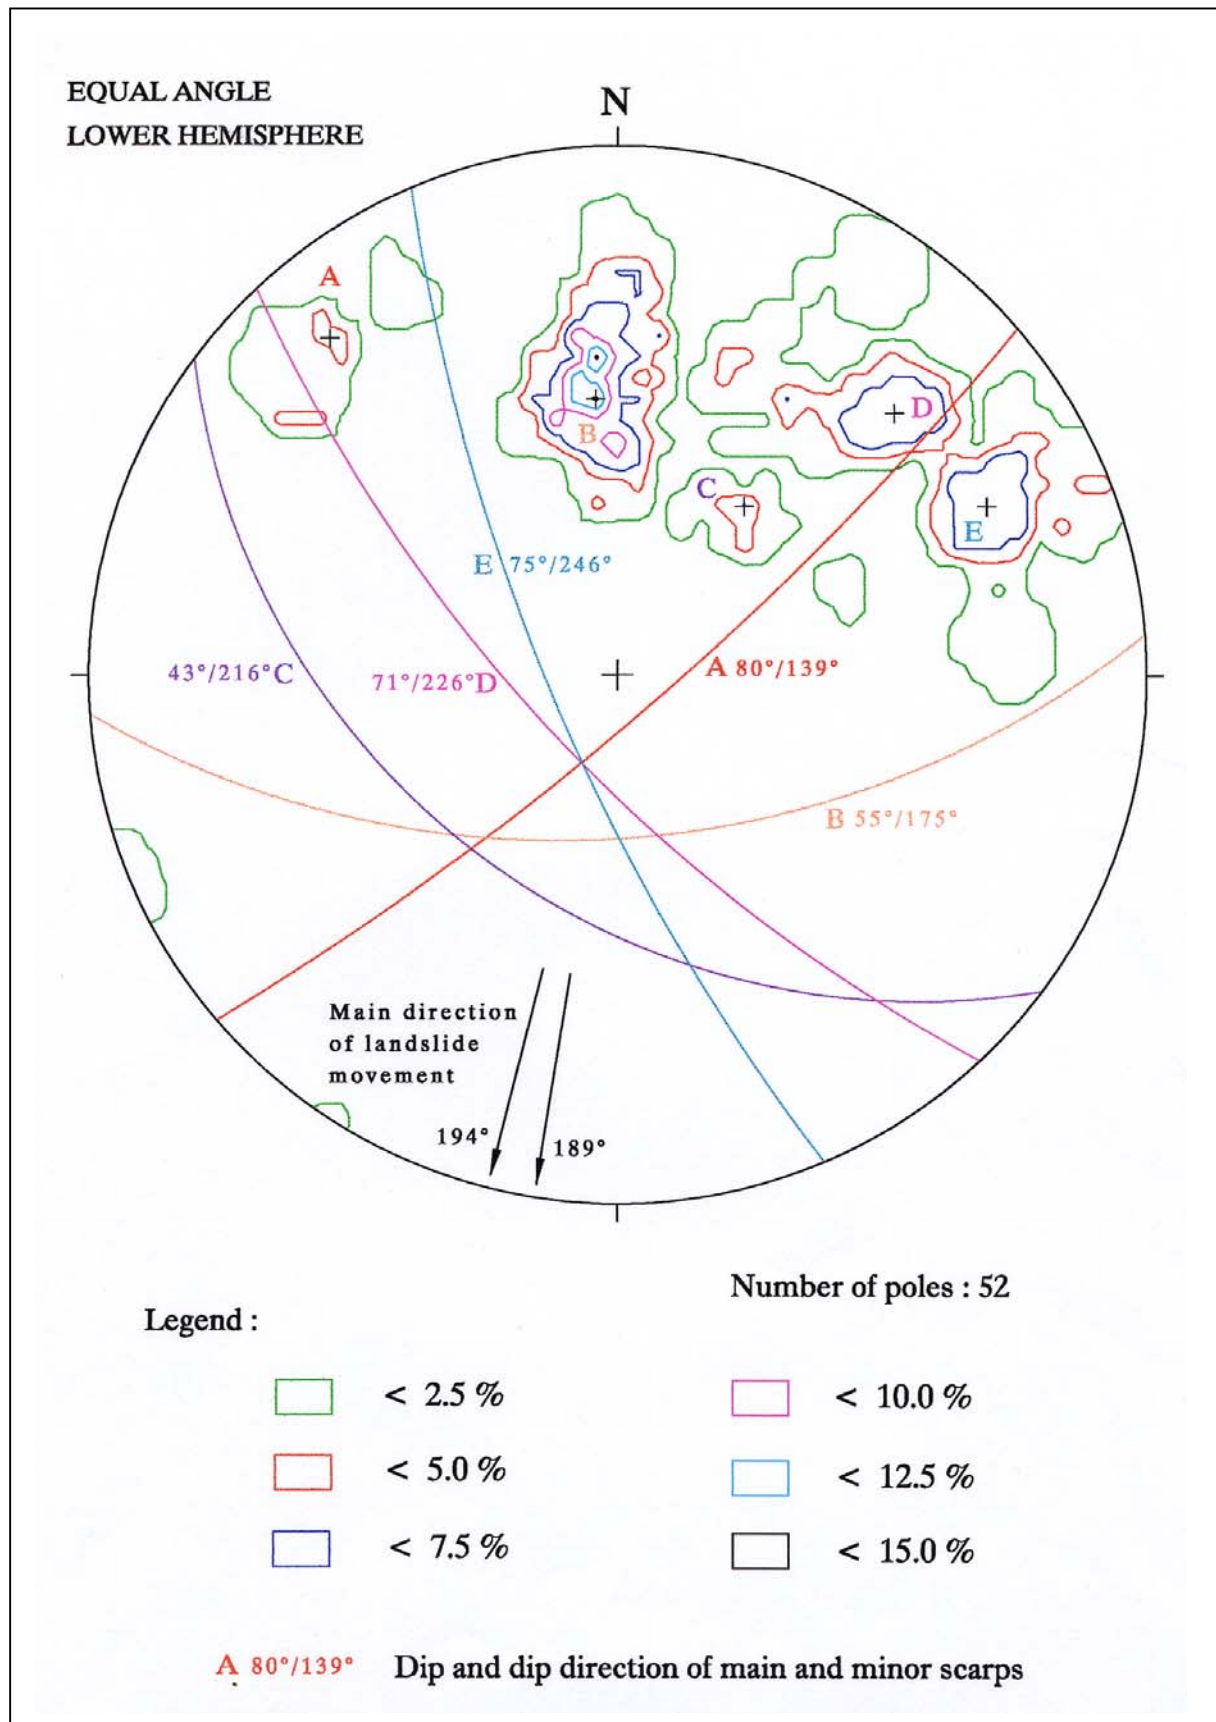 EQUAL ANGLE
LOWER HEMISPHERE
N
A
B
C
D
E
E 75°/246°
43°/216°C
71°/226°D
A 80°/139°
B 55°/175°
Main direction
of landslide
movement
194°
189°
Number of poles : 52
Legend :
< 2.5 %
< 10.0 %
< 5.0 %
< 12.5 %
< 7.5 %
< 15.0 %
A 80°/139° Dip and dip direction of main and minor scarps